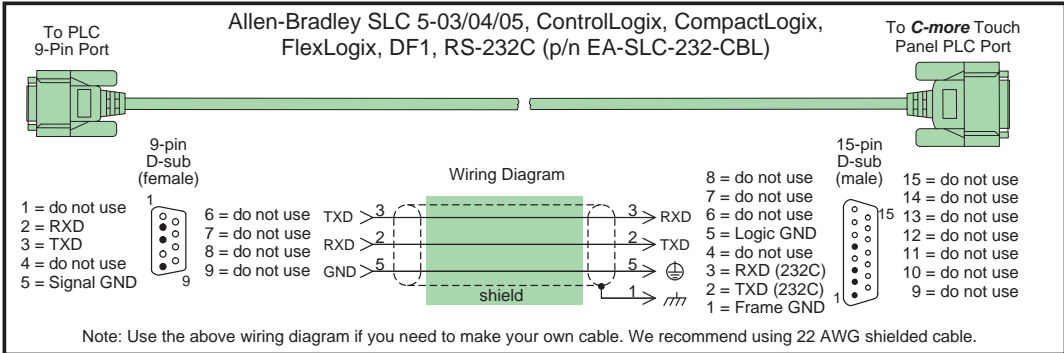 Allen-Bradley SLC 5-03/04/05, ControlLogix, CompactLogix,
FlexLogix, DF1, RS-232C (p/n EA-SLC-232-CBL)
To PLC
9-Pin Port
To C-more Touch
Panel PLC Port
9-pin
D-sub
(female)
1
9
1 = do not use
2 = RXD
3 = TXD
4 = do not use
5 = Signal GND
6 = do not use
7 = do not use
8 = do not use
9 = do not use
Wiring Diagram
TXD 3 3 RXD
RXD 2 2 TXD
GND 5 5
1
shield
8 = do not use
7 = do not use
6 = do not use
5 = Logic GND
4 = do not use
3 = RXD (232C)
2 = TXD (232C)
1 = Frame GND
15-pin
D-sub
(male)
15
1
15 = do not use
14 = do not use
13 = do not use
12 = do not use
11 = do not use
10 = do not use
9 = do not use
Note: Use the above wiring diagram if you need to make your own cable. We recommend using 22 AWG shielded cable.